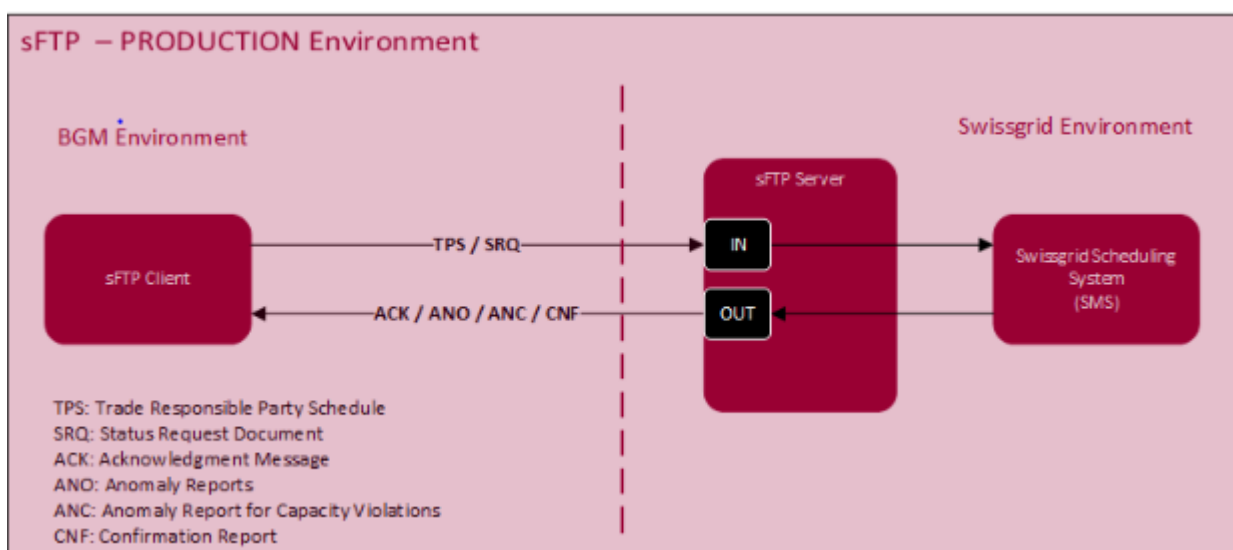 sFTP – PRODUCTION Environment
BGM Environment
Swissgrid Environment
sFTP Server
sFTP Client
TPS / SRQ
IN
Swissgrid Scheduling
System
(SMS)
ACK / ANO / ANC / CNF
OUT
TPS: Trade Responsible Party Schedule
SRQ: Status Request Document
ACK: Acknowledgment Message
ANO: Anomaly Reports
ANC: Anomaly Report for Capacity Violations
CNF: Confirmation Report